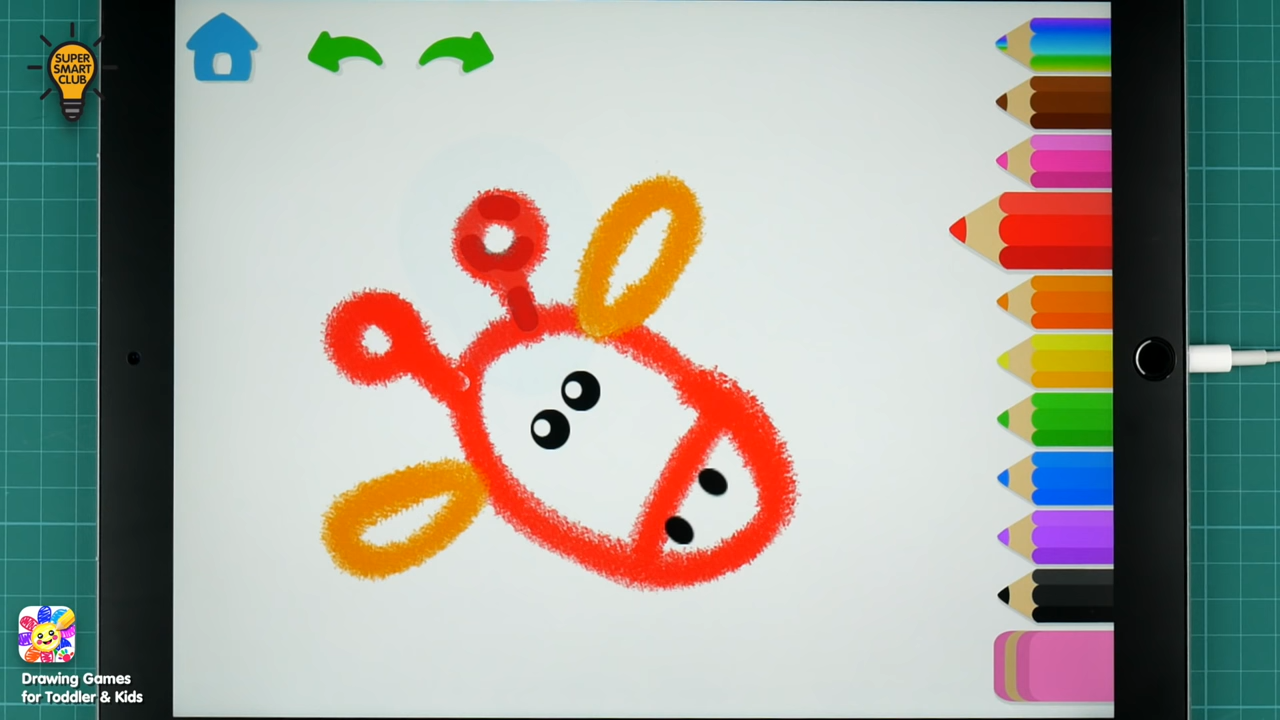 SUPER
SMART
CLUB
Drawing Games
for Toddler & Kids